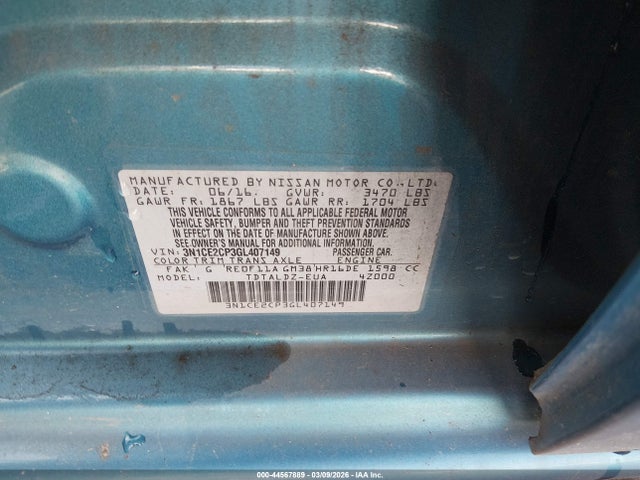 MANUFACTURED BY NISSAN MOTOR CO.,LTD.
DATE: 06/16. GVWR: 3470 LBS
GAWR FR: 1867 LBS GAWR RR: 1704 LBS
THIS VEHICLE CONFORMS TO ALL APPLICABLE FEDERAL MOTOR
VEHICLE SAFETY, BUMPER AND THEFT PREVENTION STANDARDS
IN EFFECT ON THE DATE OF MANUFACTURE SHOWN ABOVE.
SEE OWNER'S MANUAL FOR ADDITIONAL INFORMATION.
VIN: 3N1CE2CP3GL407149 PASSENGER CAR.
COLOR TRIM TRANS AXLE ENGINE
FAK G RE0F11A GM38 HR16DE 1598 CC
MODEL: TDTALDZ-EUA 4Z000
3N1CE2CP3GL407149
000-44567889 | 03/09/2026 | IAA Inc.